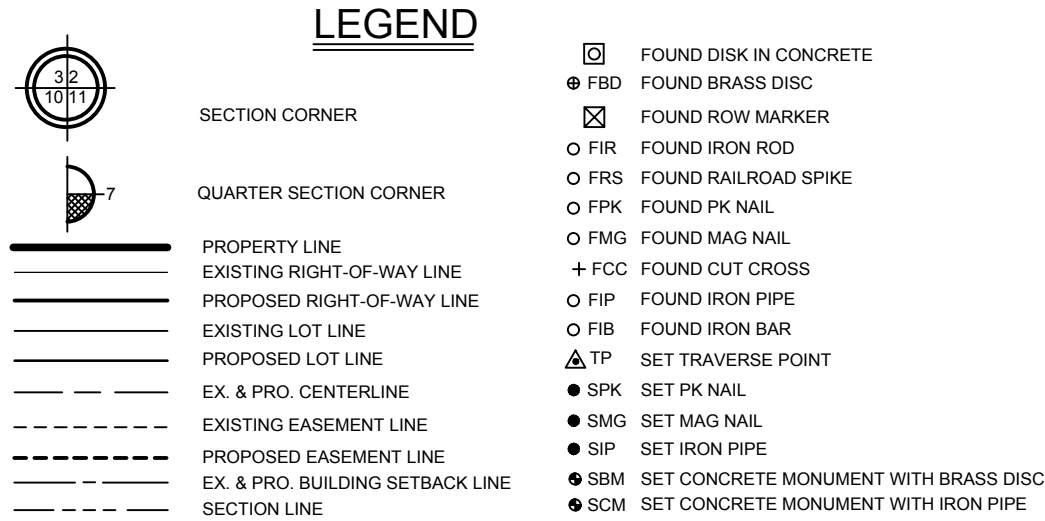 LEGEND
3 2
10 11
SECTION CORNER
7
QUARTER SECTION CORNER
PROPERTY LINE
EXISTING RIGHT-OF-WAY LINE
PROPOSED RIGHT-OF-WAY LINE
EXISTING LOT LINE
PROPOSED LOT LINE
EX. & PRO. CENTERLINE
EXISTING EASEMENT LINE
PROPOSED EASEMENT LINE
EX. & PRO. BUILDING SETBACK LINE
SECTION LINE
FOUND DISK IN CONCRETE
FBD FOUND BRASS DISC
FOUND ROW MARKER
FIR FOUND IRON ROD
FRS FOUND RAILROAD SPIKE
FPK FOUND PK NAIL
FMG FOUND MAG NAIL
FCC FOUND CUT CROSS
FIP FOUND IRON PIPE
FIB FOUND IRON BAR
TP SET TRAVERSE POINT
SPK SET PK NAIL
SMG SET MAG NAIL
SIP SET IRON PIPE
SBM SET CONCRETE MONUMENT WITH BRASS DISC
SCM SET CONCRETE MONUMENT WITH IRON PIPE